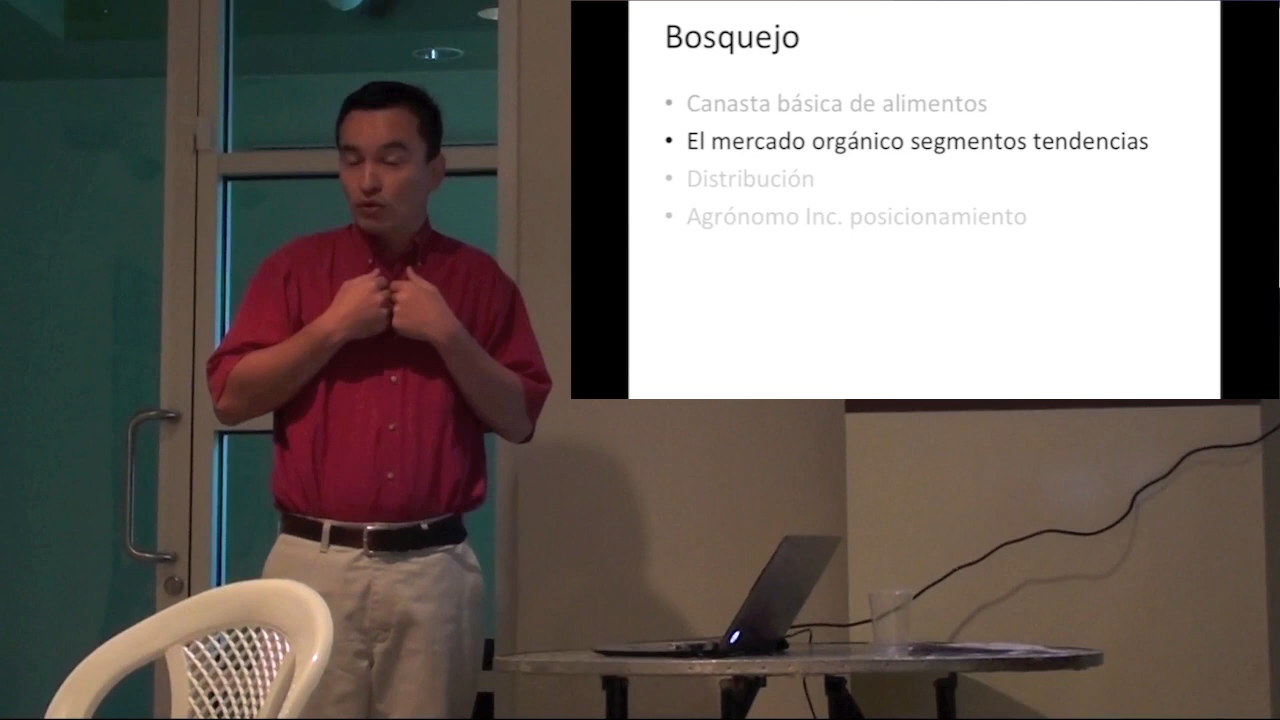 Bosquejo
• Canasta básica de alimentos
• El mercado orgánico segmentos tendencias
• Distribución
• Agrónomo Inc. posicionamiento